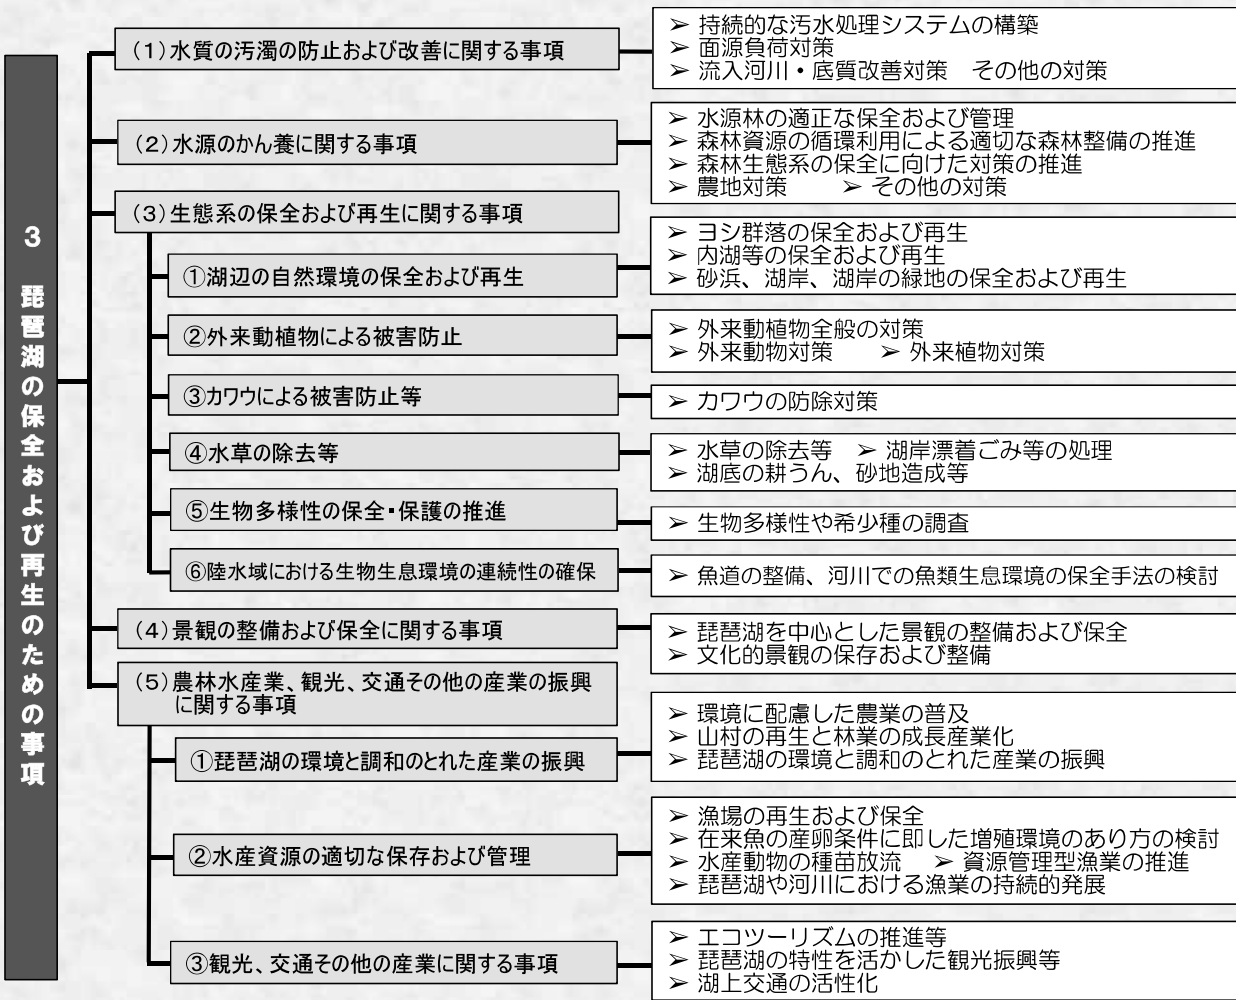 3 琵琶湖の保全および再生のための事項
(1)水質の汚濁の防止および改善に関する事項
➢ 持続的な汚水処理システムの構築
➢ 面源負荷対策
➢ 流入河川・底質改善対策 その他の対策
(2)水源のかん養に関する事項
➢ 水源林の適正な保全および管理
➢ 森林資源の循環利用による適切な森林整備の推進
➢ 森林生態系の保全に向けた対策の推進
➢ 農地対策 ➢ その他の対策
(3)生態系の保全および再生に関する事項
①湖辺の自然環境の保全および再生
➢ ヨシ群落の保全および再生
➢ 内湖等の保全および再生
➢ 砂浜、湖岸、湖岸の緑地の保全および再生
②外来動植物による被害防止
➢ 外来動植物全般の対策
➢ 外来動物対策 ➢ 外来植物対策
③カワウによる被害防止等
➢ カワウの防除対策
④水草の除去等
➢ 水草の除去等 ➢ 湖岸漂着ごみ等の処理
➢ 湖底の耕うん、砂地造成等
⑤生物多様性の保全・保護の推進
➢ 生物多様性や希少種の調査
⑥陸水域における生物生息環境の連続性の確保
➢ 魚道の整備、河川での魚類生息環境の保全手法の検討
(4)景観の整備および保全に関する事項
➢ 琵琶湖を中心とした景観の整備および保全
➢ 文化的景観の保存および整備
(5)農林水産業、観光、交通その他の産業の振興
に関する事項
①琵琶湖の環境と調和のとれた産業の振興
➢ 環境に配慮した農業の普及
➢ 山村の再生と林業の成長産業化
➢ 琵琶湖の環境と調和のとれた産業の振興
②水産資源の適切な保存および管理
➢ 漁場の再生および保全
➢ 在来魚の産卵条件に即した増殖環境のあり方の検討
➢ 水産動物の種苗放流 ➢ 資源管理型漁業の推進
➢ 琵琶湖や河川における漁業の持続的発展
③観光、交通その他の産業に関する事項
➢ エコツーリズムの推進等
➢ 琵琶湖の特性を活かした観光振興等
➢ 湖上交通の活性化